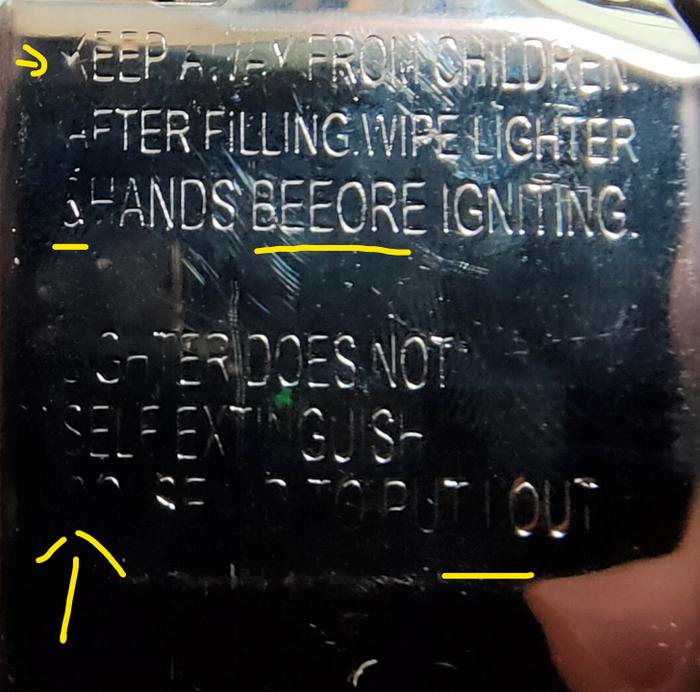 KEEP AWAY FROM CHILDREN.
AFTER FiLLING.WIPE LIGHTER
&HANDS BEEORE IGNITING.
LIGHTER DOES NOT
SELF EXTINGUISH
TO PUT OUT